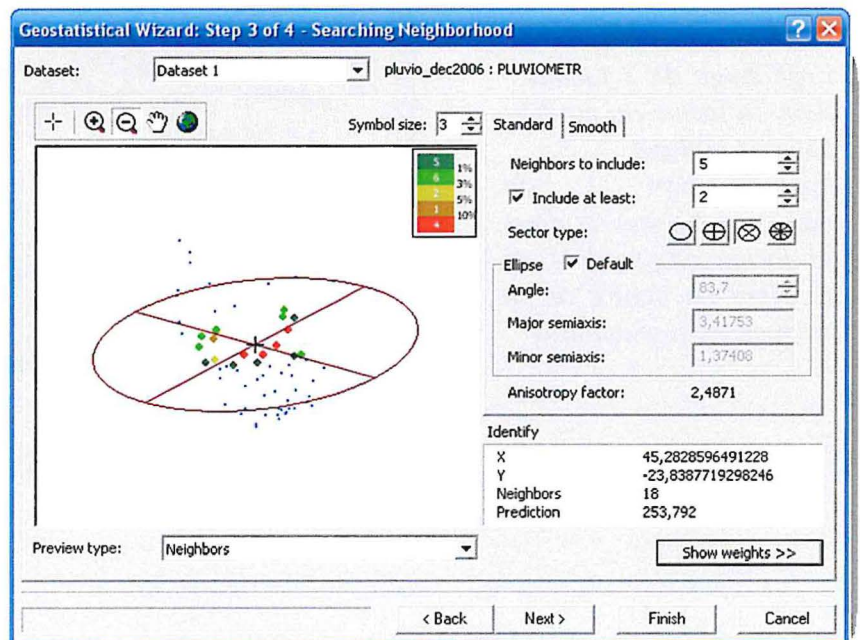 Geostatistical Wizard: Step 3 of 4 - Searching Neighborhood
Dataset: Dataset 1 pluvio_dec2006 : PLUVIOMETR
Symbol size: 3
Standard Smooth
5 1%
6 3%
2 5%
1 10%
4
Neighbors to include: 5
Include at least: 2
Sector type:
Ellipse Default
Angle: 83,7
Major semiaxis: 3,41753
Minor semiaxis: 1,37408
Anisotropy factor: 2,4871
Identify
X 45,2828596491228
Y -23,8387719298246
Neighbors 18
Prediction 253,792
Preview type: Neighbors
Show weights >>
< Back Next > Finish Cancel